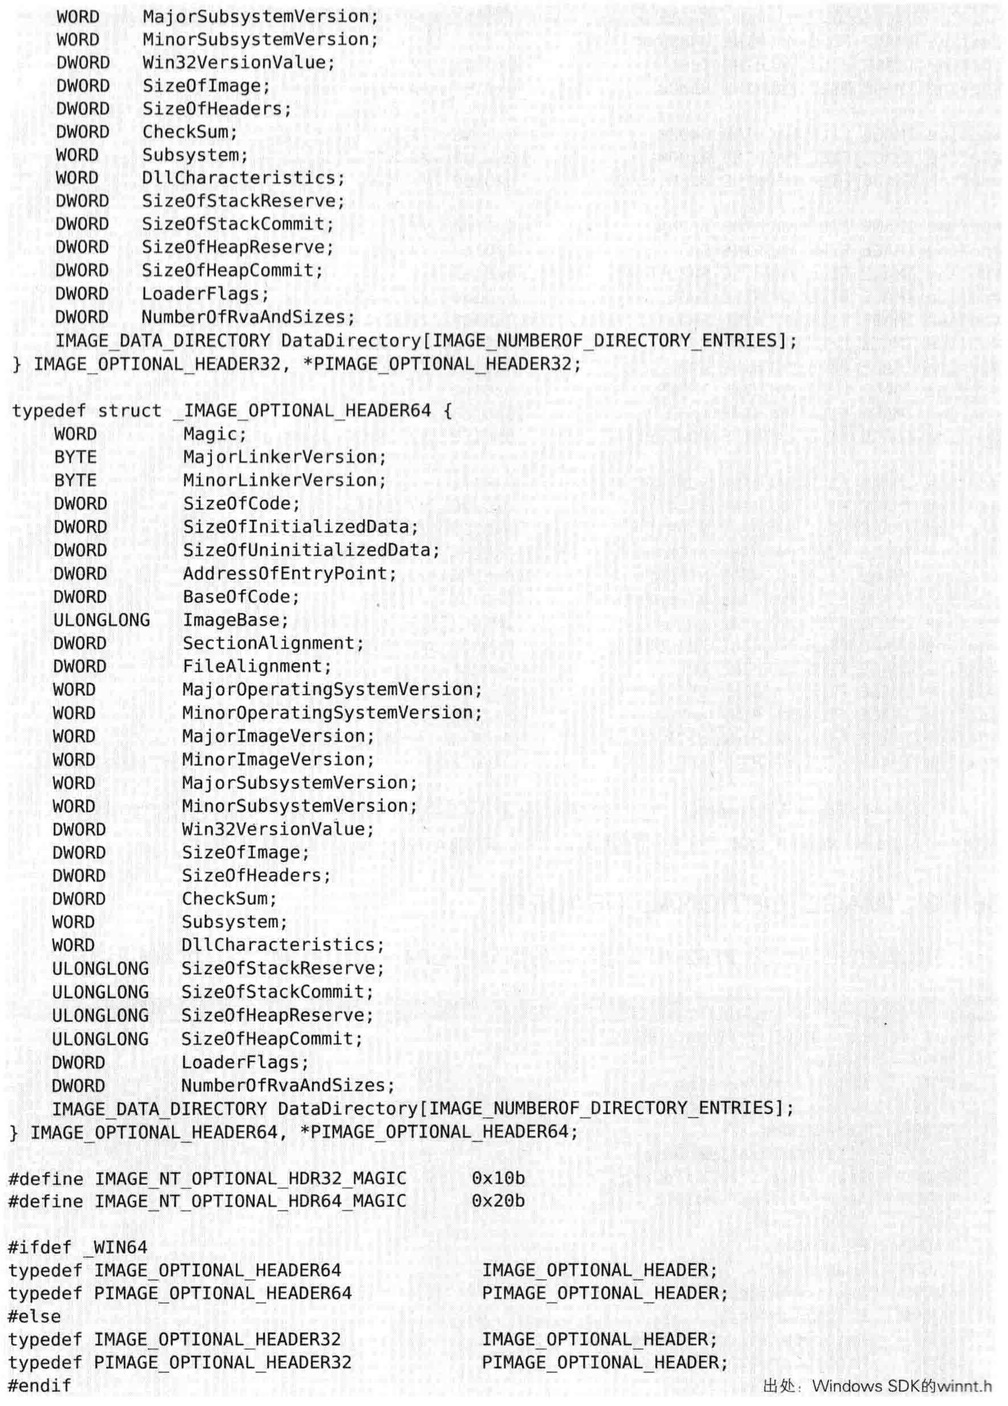 WORD MajorSubsystemVersion;
WORD MinorSubsystemVersion;
DWORD Win32VersionValue;
DWORD SizeOfImage;
DWORD SizeOfHeaders;
DWORD CheckSum;
WORD Subsystem;
WORD DllCharacteristics;
DWORD SizeOfStackReserve;
DWORD SizeOfStackCommit;
DWORD SizeOfHeapReserve;
DWORD SizeOfHeapCommit;
DWORD LoaderFlags;
DWORD NumberOfRvaAndSizes;
IMAGE_DATA_DIRECTORY DataDirectory[IMAGE_NUMBEROF_DIRECTORY_ENTRIES];
} IMAGE_OPTIONAL_HEADER32, *PIMAGE_OPTIONAL_HEADER32;
typedef struct _IMAGE_OPTIONAL_HEADER64 {
WORD Magic;
BYTE MajorLinkerVersion;
BYTE MinorLinkerVersion;
DWORD SizeOfCode;
DWORD SizeOfInitializedData;
DWORD SizeOfUninitializedData;
DWORD AddressOfEntryPoint;
DWORD BaseOfCode;
ULONGLONG ImageBase;
DWORD SectionAlignment;
DWORD FileAlignment;
WORD MajorOperatingSystemVersion;
WORD MinorOperatingSystemVersion;
WORD MajorImageVersion;
WORD MinorImageVersion;
WORD MajorSubsystemVersion;
WORD MinorSubsystemVersion;
DWORD Win32VersionValue;
DWORD SizeOfImage;
DWORD SizeOfHeaders;
DWORD CheckSum;
WORD Subsystem;
WORD DllCharacteristics;
ULONGLONG SizeOfStackReserve;
ULONGLONG SizeOfStackCommit;
ULONGLONG SizeOfHeapReserve;
ULONGLONG SizeOfHeapCommit;
DWORD LoaderFlags;
DWORD NumberOfRvaAndSizes;
IMAGE_DATA_DIRECTORY DataDirectory[IMAGE_NUMBEROF_DIRECTORY_ENTRIES];
} IMAGE_OPTIONAL_HEADER64, *PIMAGE_OPTIONAL_HEADER64;
#define IMAGE_NT_OPTIONAL_HDR32_MAGIC 0x10b
#define IMAGE_NT_OPTIONAL_HDR64_MAGIC 0x20b
#ifdef _WIN64
typedef IMAGE_OPTIONAL_HEADER64 IMAGE_OPTIONAL_HEADER;
typedef PIMAGE_OPTIONAL_HEADER64 PIMAGE_OPTIONAL_HEADER;
#else
typedef IMAGE_OPTIONAL_HEADER32 IMAGE_OPTIONAL_HEADER;
typedef PIMAGE_OPTIONAL_HEADER32 PIMAGE_OPTIONAL_HEADER;
#endif
出处：Windows SDK的winnt.h